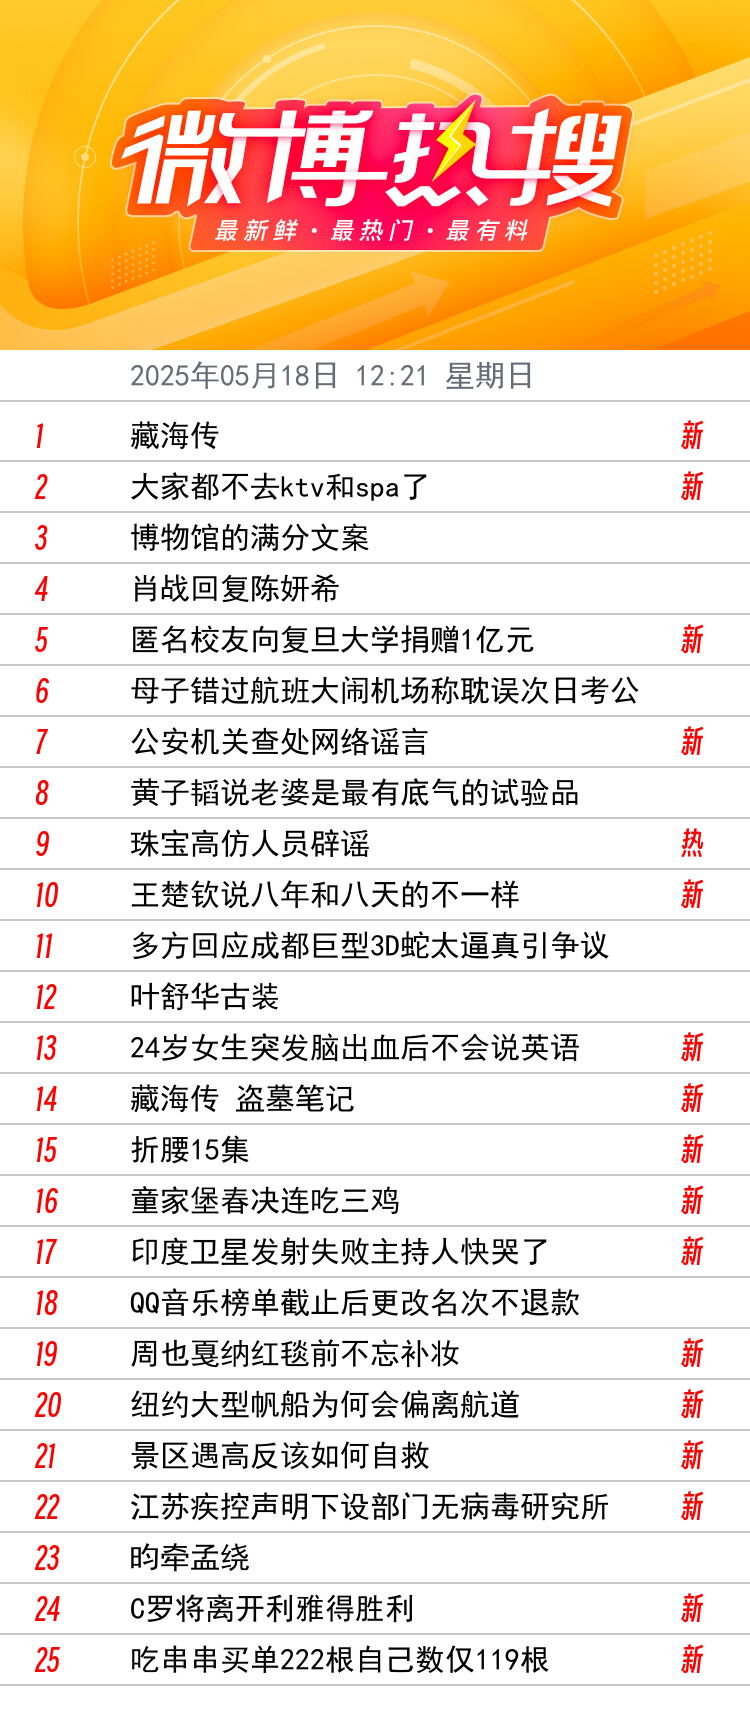 微博热搜
最新鲜·最热门·最有料
2025年05月18日 12:21 星期日
1 藏海传 新
2 大家都不去ktv和spa了 新
3 博物馆的满分文案
4 肖战回复陈妍希
5 匿名校友向复旦大学捐赠1亿元 新
6 母子错过航班大闹机场称耽误次日考公
7 公安机关查处网络谣言 新
8 黄子韬说老婆是最有底气的试验品
9 珠宝高仿人员辟谣 热
10 王楚钦说八年和八天的不一样 新
11 多方回应成都巨型3D蛇太逼真引争议
12 叶舒华古装
13 24岁女生突发脑出血后不会说英语 新
14 藏海传 盗墓笔记 新
15 折腰15集 新
16 童家堡春决连吃三鸡 新
17 印度卫星发射失败主持人快哭了 新
18 QQ音乐榜单截止后更改名次不退款
19 周也戛纳红毯前不忘补妆 新
20 纽约大型帆船为何会偏离航道 新
21 景区遇高反该如何自救 新
22 江苏疾控声明下设部门无病毒研究所 新
23 昀牵孟绕
24 C罗将离开利雅得胜利 新
25 吃串串买单222根自己数仅119根 新